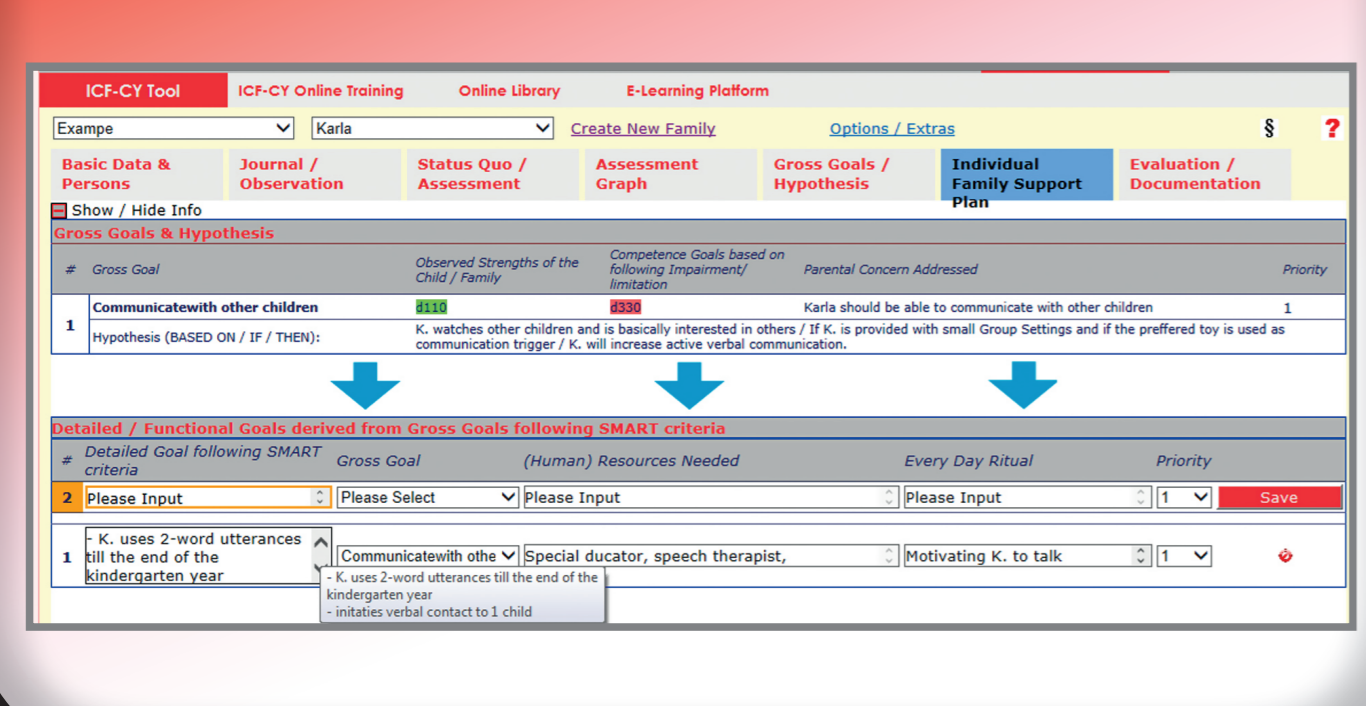 ICF-CY Tool ICF-CY Online Training Online Library E-Learning Platform
Exampe Karla Create New Family Options / Extras § ?
Basic Data & Persons Journal / Observation Status Quo / Assessment Assessment Graph Gross Goals / Hypothesis Individual Family Support Plan Evaluation / Documentation
Show / Hide Info
Gross Goals & Hypothesis
# Gross Goal Observed Strengths of the Child / Family Competence Goals based on following Impairment/ limitation Parental Concern Addressed Priority
1 Communicatewith other children d110 d330 Karla should be able to communicate with other children 1
Hypothesis (BASED ON / IF / THEN): K. watches other children and is basically interested in others / If K. is provided with small Group Settings and if the preffered toy is used as
communication trigger / K. will increase active verbal communication.
Detailed / Functional Goals derived from Gross Goals following SMART criteria
# Detailed Goal following SMART criteria Gross Goal (Human) Resources Needed Every Day Ritual Priority
2 Please Input Please Select Please Input Please Input 1 Save
- K. uses 2-word utterances
1 till the end of the Communicatewith othe Special ducator, speech therapist, Motivating K. to talk 1
kindergarten year
- K. uses 2-word utterances till the end of the
kindergarten year
- initaties verbal contact to 1 child